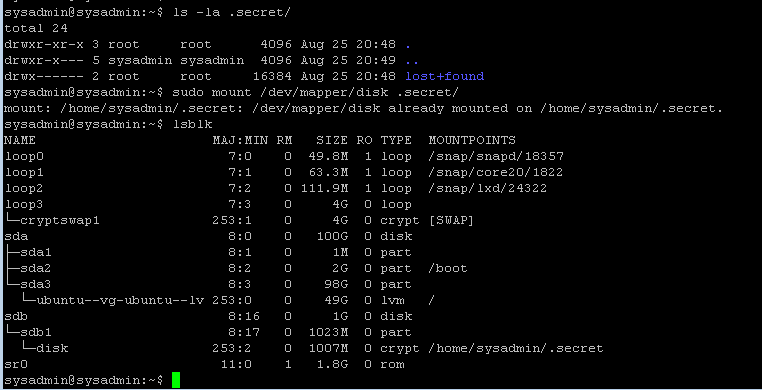 sysadmin@sysadmin:~$ ls -la .secret/
total 24
drwxr-xr-x 3 root     root      4096 Aug 25 20:48 .
drwxr-x--- 5 sysadmin sysadmin  4096 Aug 25 20:49 ..
drwx------ 2 root     root     16384 Aug 25 20:48 lost+found
sysadmin@sysadmin:~$ sudo mount /dev/mapper/disk .secret/
mount: /home/sysadmin/.secret: /dev/mapper/disk already mounted on /home/sysadmin/.secret.
sysadmin@sysadmin:~$ lsblk
NAME                      MAJ:MIN RM   SIZE RO TYPE  MOUNTPOINTS
loop0                       7:0    0  49.8M  1 loop  /snap/snapd/18357
loop1                       7:1    0  63.3M  1 loop  /snap/core20/1822
loop2                       7:2    0 111.9M  1 loop  /snap/lxd/24322
loop3                       7:3    0     4G  0 loop
└─cryptswap1              253:1    0     4G  0 crypt [SWAP]
sda                         8:0    0   100G  0 disk
├─sda1                      8:1    0     1M  0 part
├─sda2                      8:2    0     2G  0 part  /boot
└─sda3                      8:3    0    98G  0 part
  └─ubuntu--vg-ubuntu--lv 253:0    0    49G  0 lvm   /
sdb                         8:16   0     1G  0 disk
└─sdb1                      8:17   0  1023M  0 part
  └─disk                  253:2    0  1007M  0 crypt /home/sysadmin/.secret
sr0                        11:0    1   1.8G  0 rom
sysadmin@sysadmin:~$